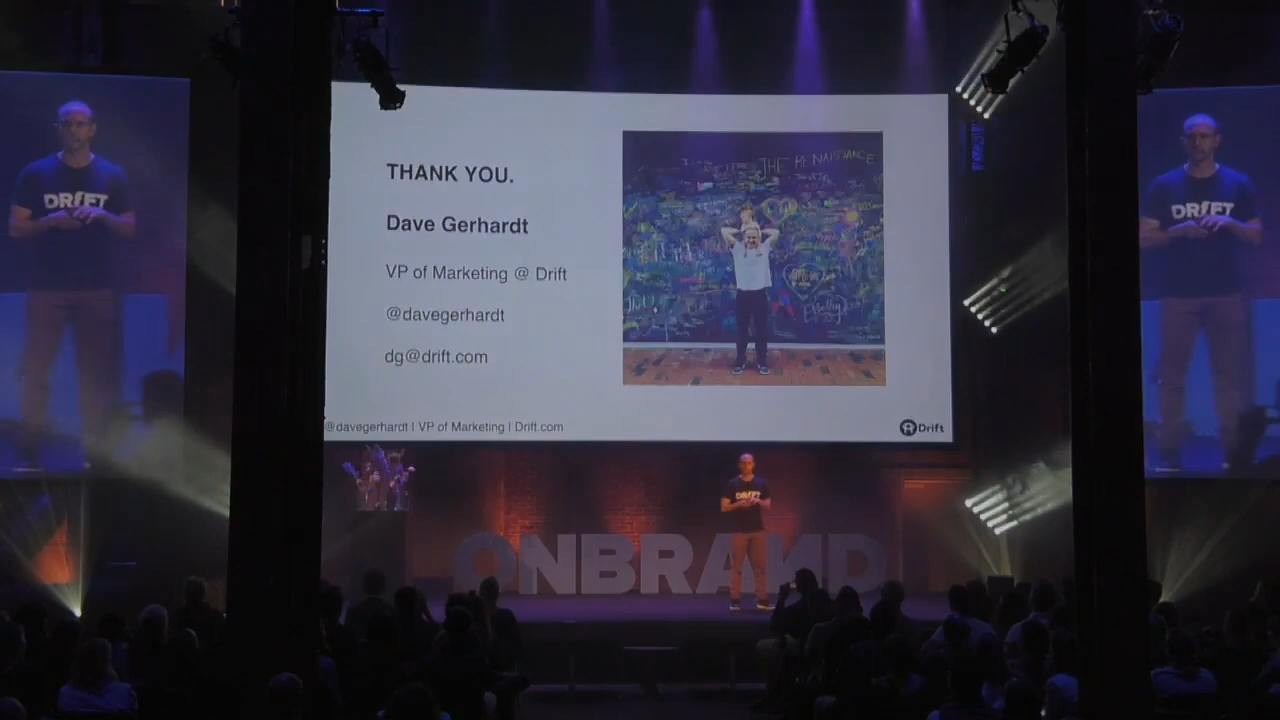 THANK YOU.
Dave Gerhardt
VP of Marketing @ Drift
@davegerhardt
dg@drift.com
THE RENAISSANCE
@davegerhardt | VP of Marketing | Drift.com
Drift
DRIFT
DRIFT
DRIFT
ONBRAND